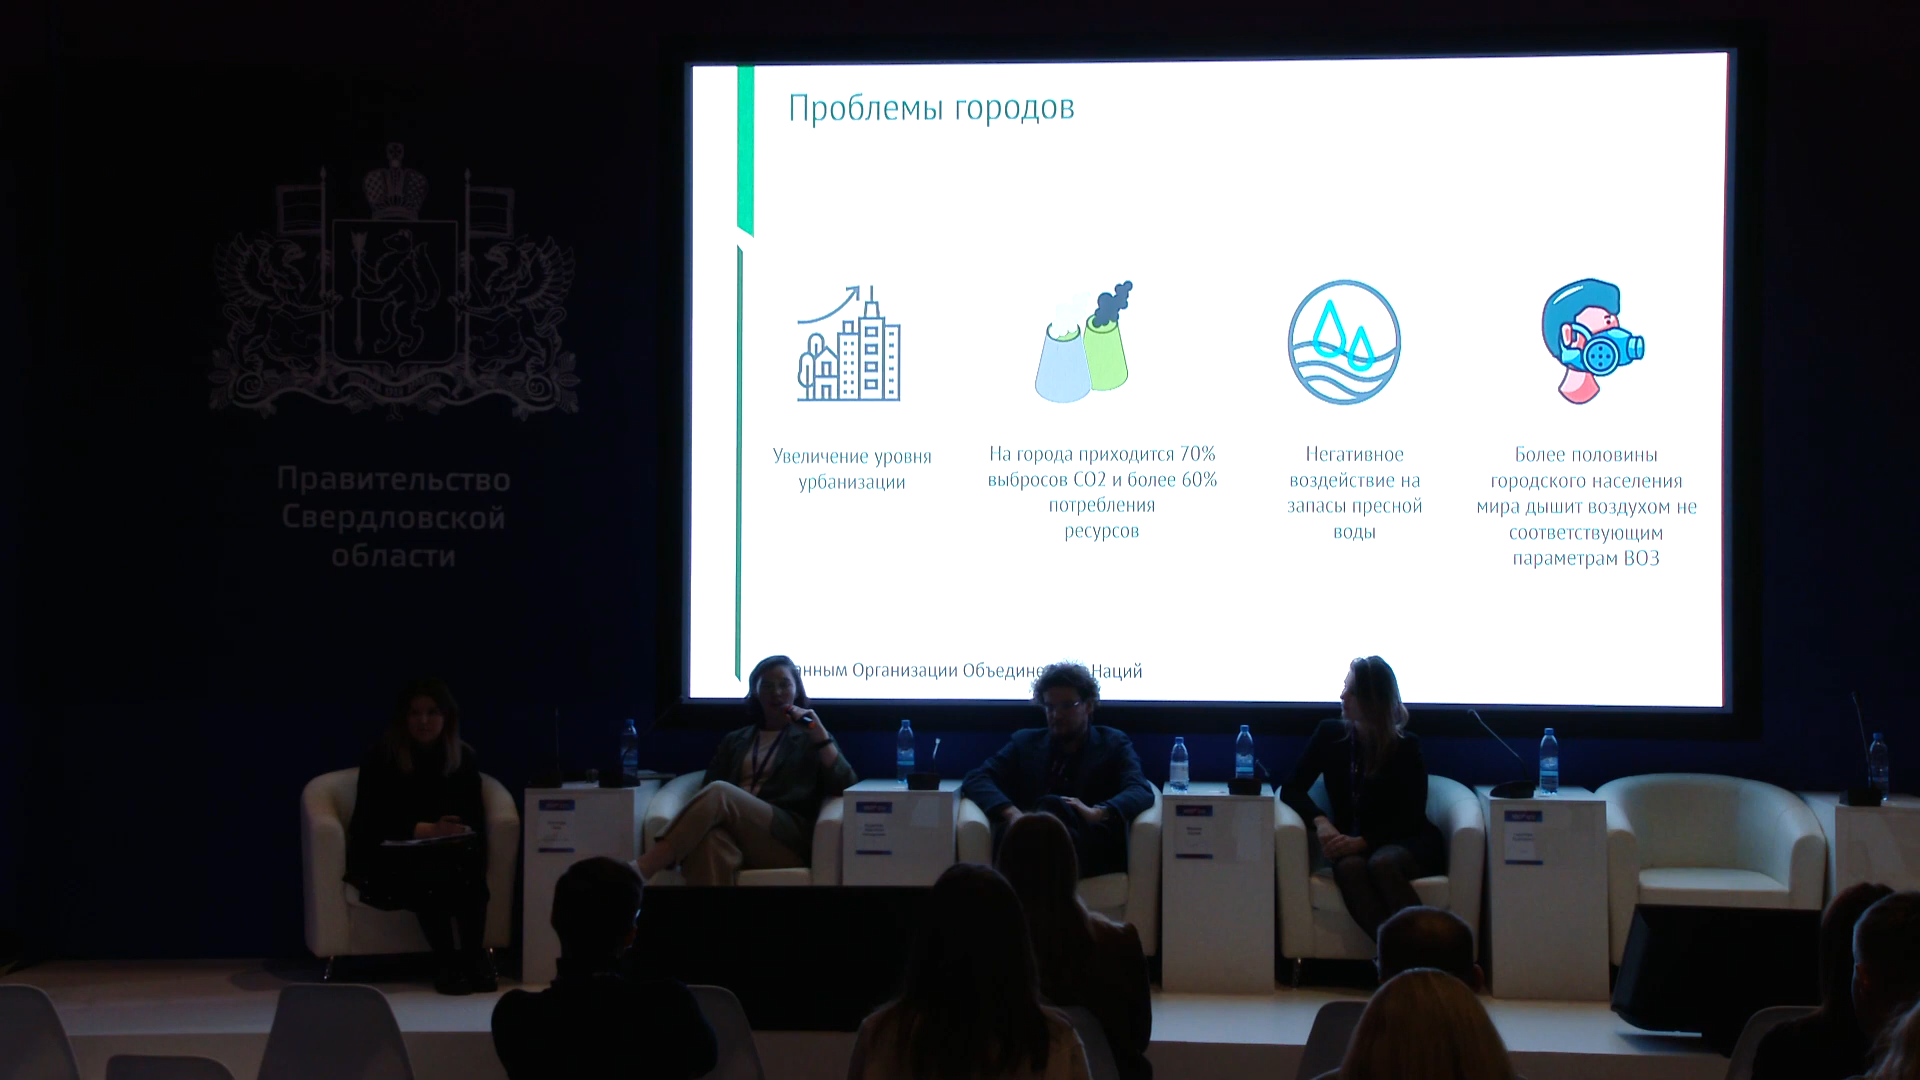 Проблемы городов
Увеличение уровня
урбанизации
На города приходится 70%
выбросов СО2 и более 60%
потребления
ресурсов
Негативное
воздействие на
запасы пресной
воды
Более половины
городского населения
мира дышит воздухом не
соответствующим
параметрам ВОЗ
Организации Наций
Правительство
Свердловской
области